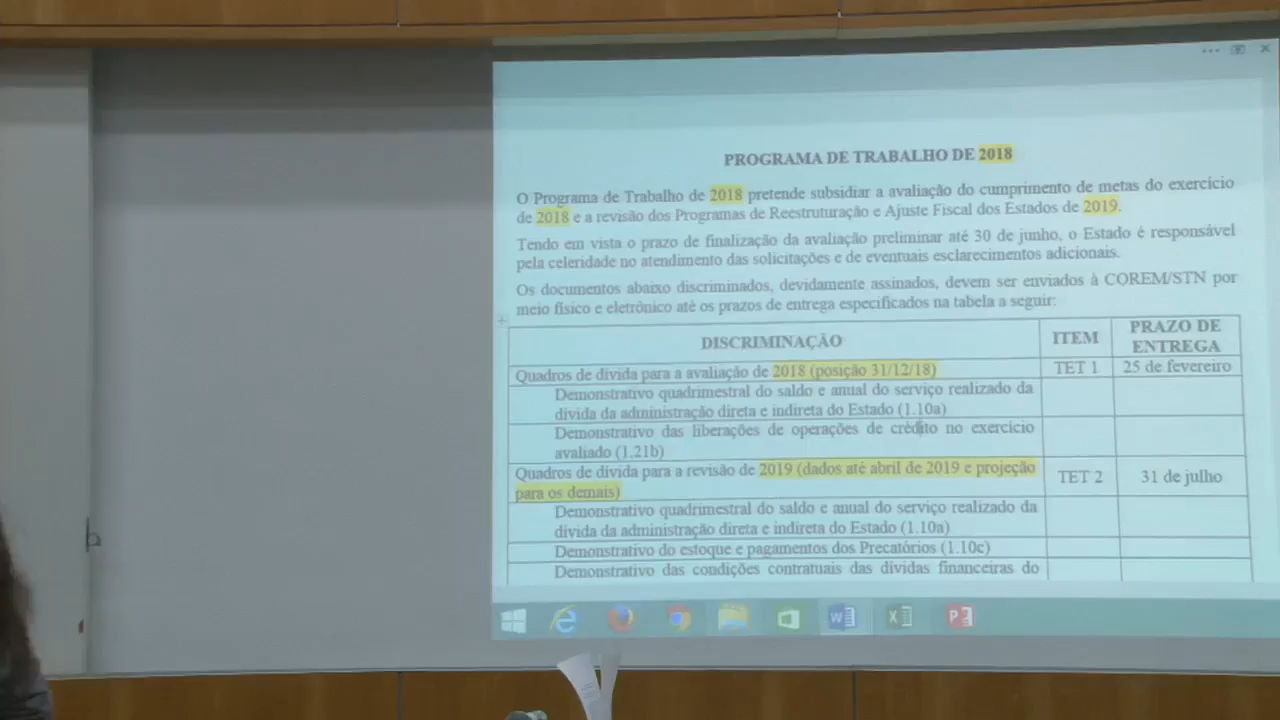 PROGRAMA DE TRABALHO DE 2018
O Programa de Trabalho de 2018 pretende subsidiar a avaliação do cumprimento de metas do exercício
de 2018 e a revisão dos Programas de Reestruturação e Ajuste Fiscal dos Estados de 2019.
Tendo em vista o prazo de finalização da avaliação preliminar até 30 de junho, o Estado é responsável
pela celeridade no atendimento das solicitações e de eventuais esclarecimentos adicionais.
Os documentos abaixo discriminados, devidamente assinados, devem ser enviados à COREM/STN por
meio físico e eletrônico até os prazos de entrega especificados na tabela a seguir:
DISCRIMINAÇÃO ITEM PRAZO DE
ENTREGA
Quadros de dívida para a avaliação de 2018 (posição 31/12/18) TET 1 25 de fevereiro
Demonstrativo quadrimestral do saldo e anual do serviço realizado da
dívida da administração direta e indireta do Estado (1.10a)
Demonstrativo das liberações de operações de crédito no exercício
avaliado (1.21b)
Quadros de dívida para a revisão de 2019 (dados até abril de 2019 e projeção
para os demais) TET 2 31 de julho
Demonstrativo quadrimestral do saldo e anual do serviço realizado da
dívida da administração direta e indireta do Estado (1.10a)
Demonstrativo do estoque e pagamentos dos Precatórios (1.10c)
Demonstrativo das condições contratuais das dívidas financeiras do